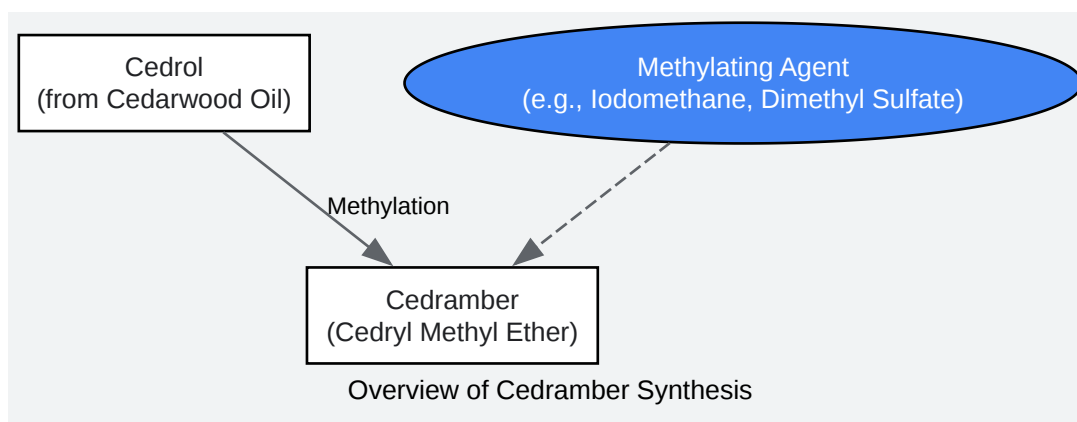 Cedrol
(from Cedarwood Oil)
Methylating Agent
(e.g., Iodomethane, Dimethyl Sulfate)
Methylation
Cedramber
(Cedryl Methyl Ether)
Overview of Cedramber Synthesis